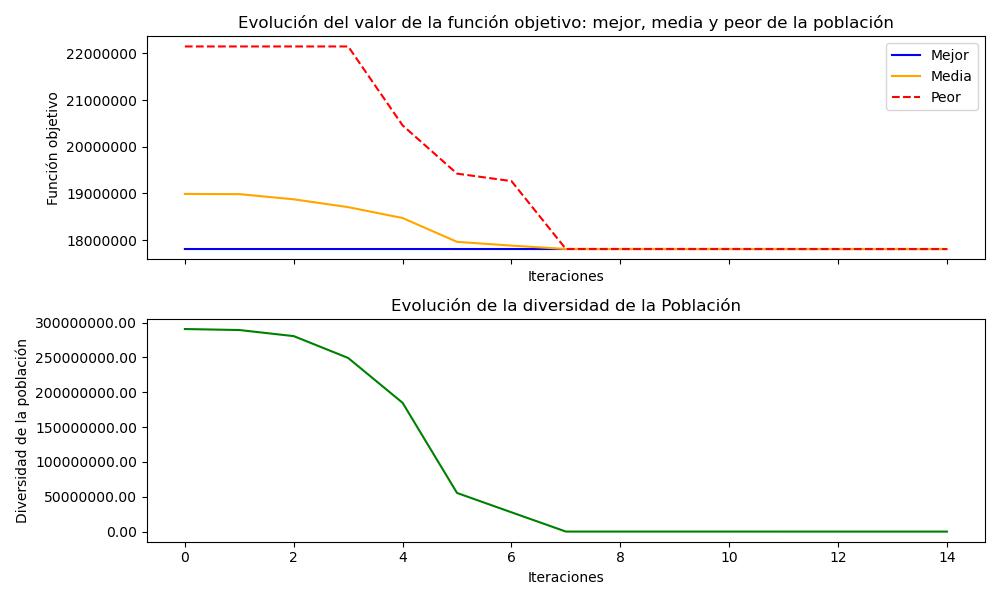 Evolución del valor de la función objetivo: mejor, media y peor de la población
22000000
21000000
20000000
19000000
18000000
Función objetivo
Mejor
Media
Peor
Iteraciones
Evolución de la diversidad de la Población
300000000.00
250000000.00
200000000.00
150000000.00
100000000.00
50000000.00
0.00
Diversidad de la población
0 2 4 6 8 10 12 14
Iteraciones